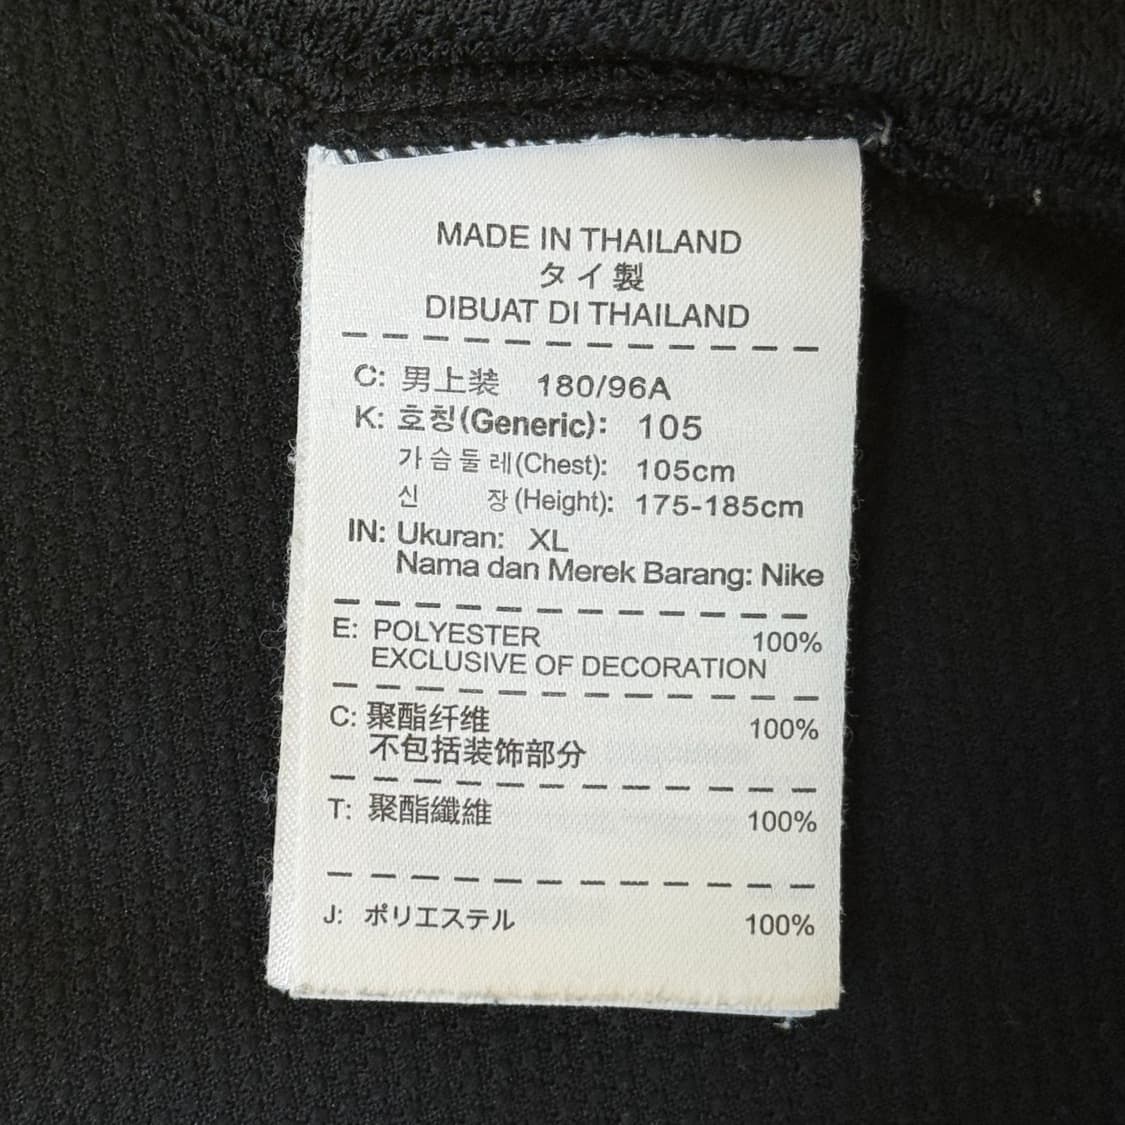 MADE IN THAILAND
タイ製
DIBUAT DI THAILAND
C: 男上装 180/96A
K: 호칭(Generic): 105
가슴둘레(Chest): 105cm
신 장(Height): 175-185cm
IN: Ukuran: XL
Nama dan Merek Barang: Nike
E: POLYESTER 100%
EXCLUSIVE OF DECORATION
C: 聚酯纤维 100%
不包括装饰部分
T: 聚酯纖維 100%
J: ポリエステル 100%